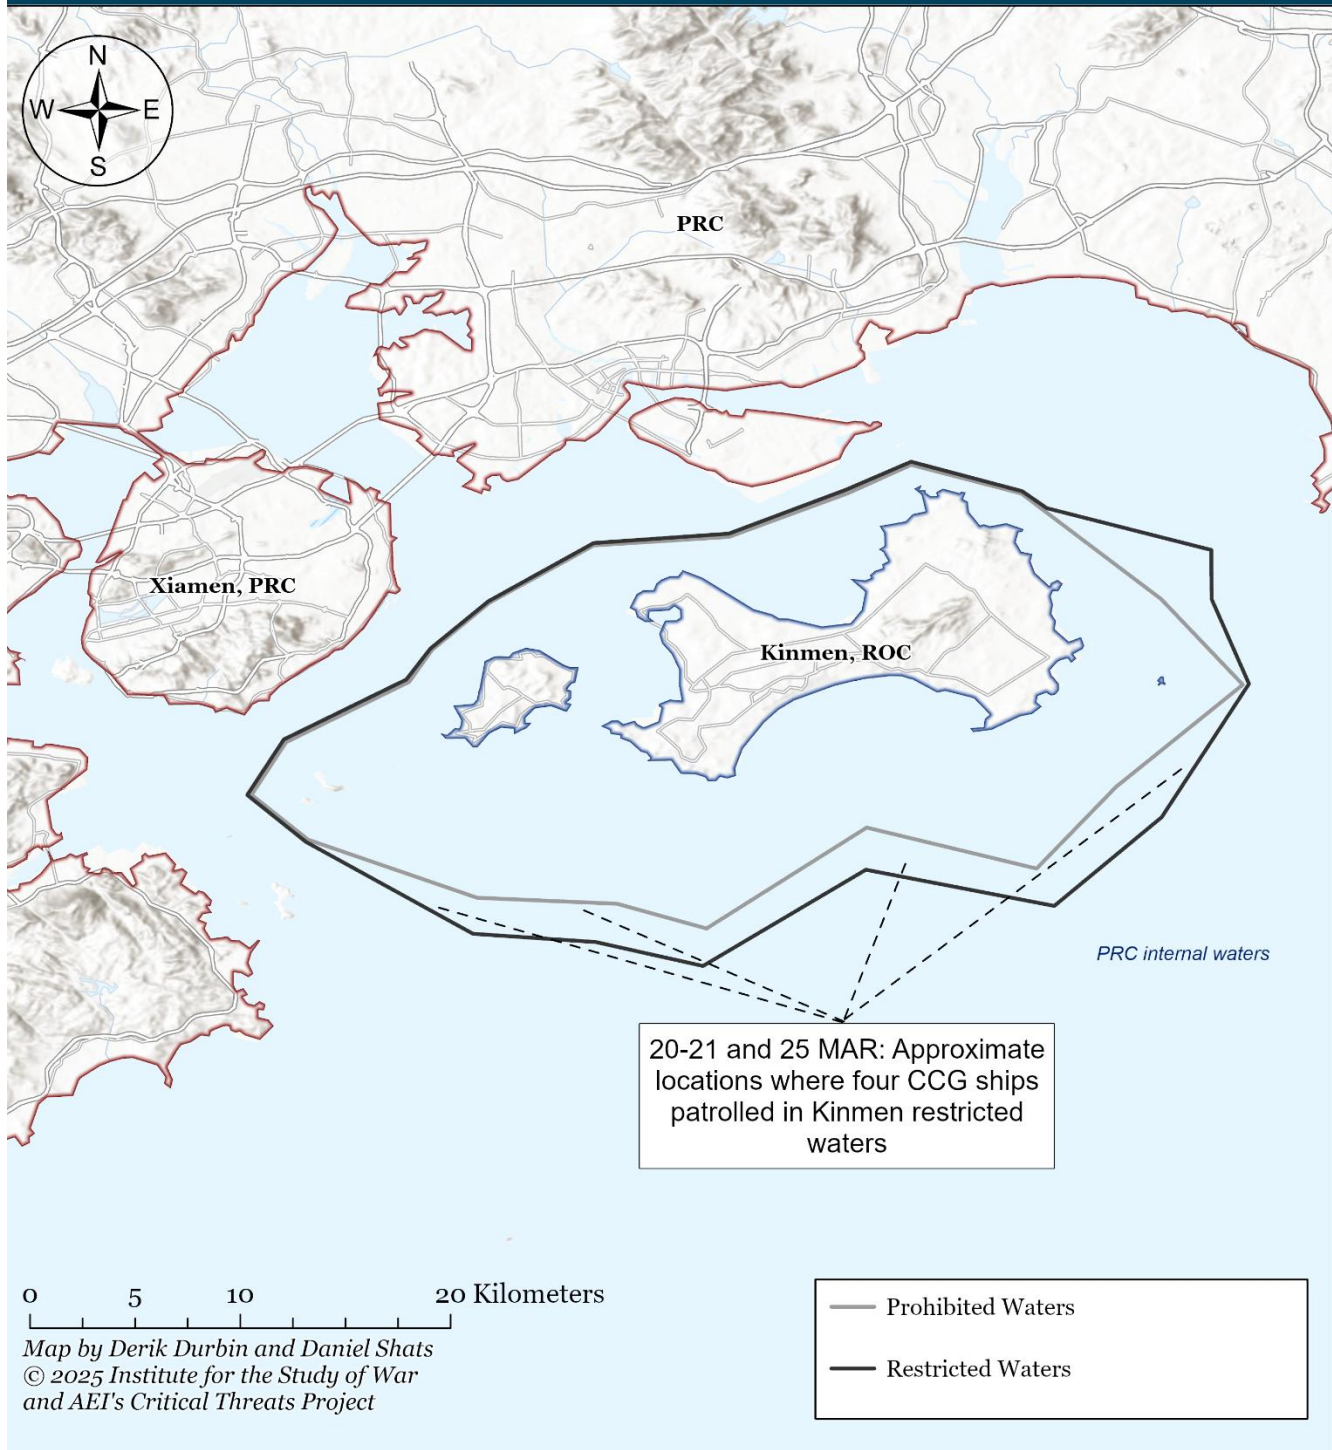 N
W E
S
PRC
Xiamen, PRC
Kinmen, ROC
PRC internal waters
20-21 and 25 MAR: Approximate
locations where four CCG ships
patrolled in Kinmen restricted
waters
0 5 10 20 Kilometers
Map by Derik Durbin and Daniel Shats
© 2025 Institute for the Study of War
and AEI's Critical Threats Project
Prohibited Waters
Restricted Waters